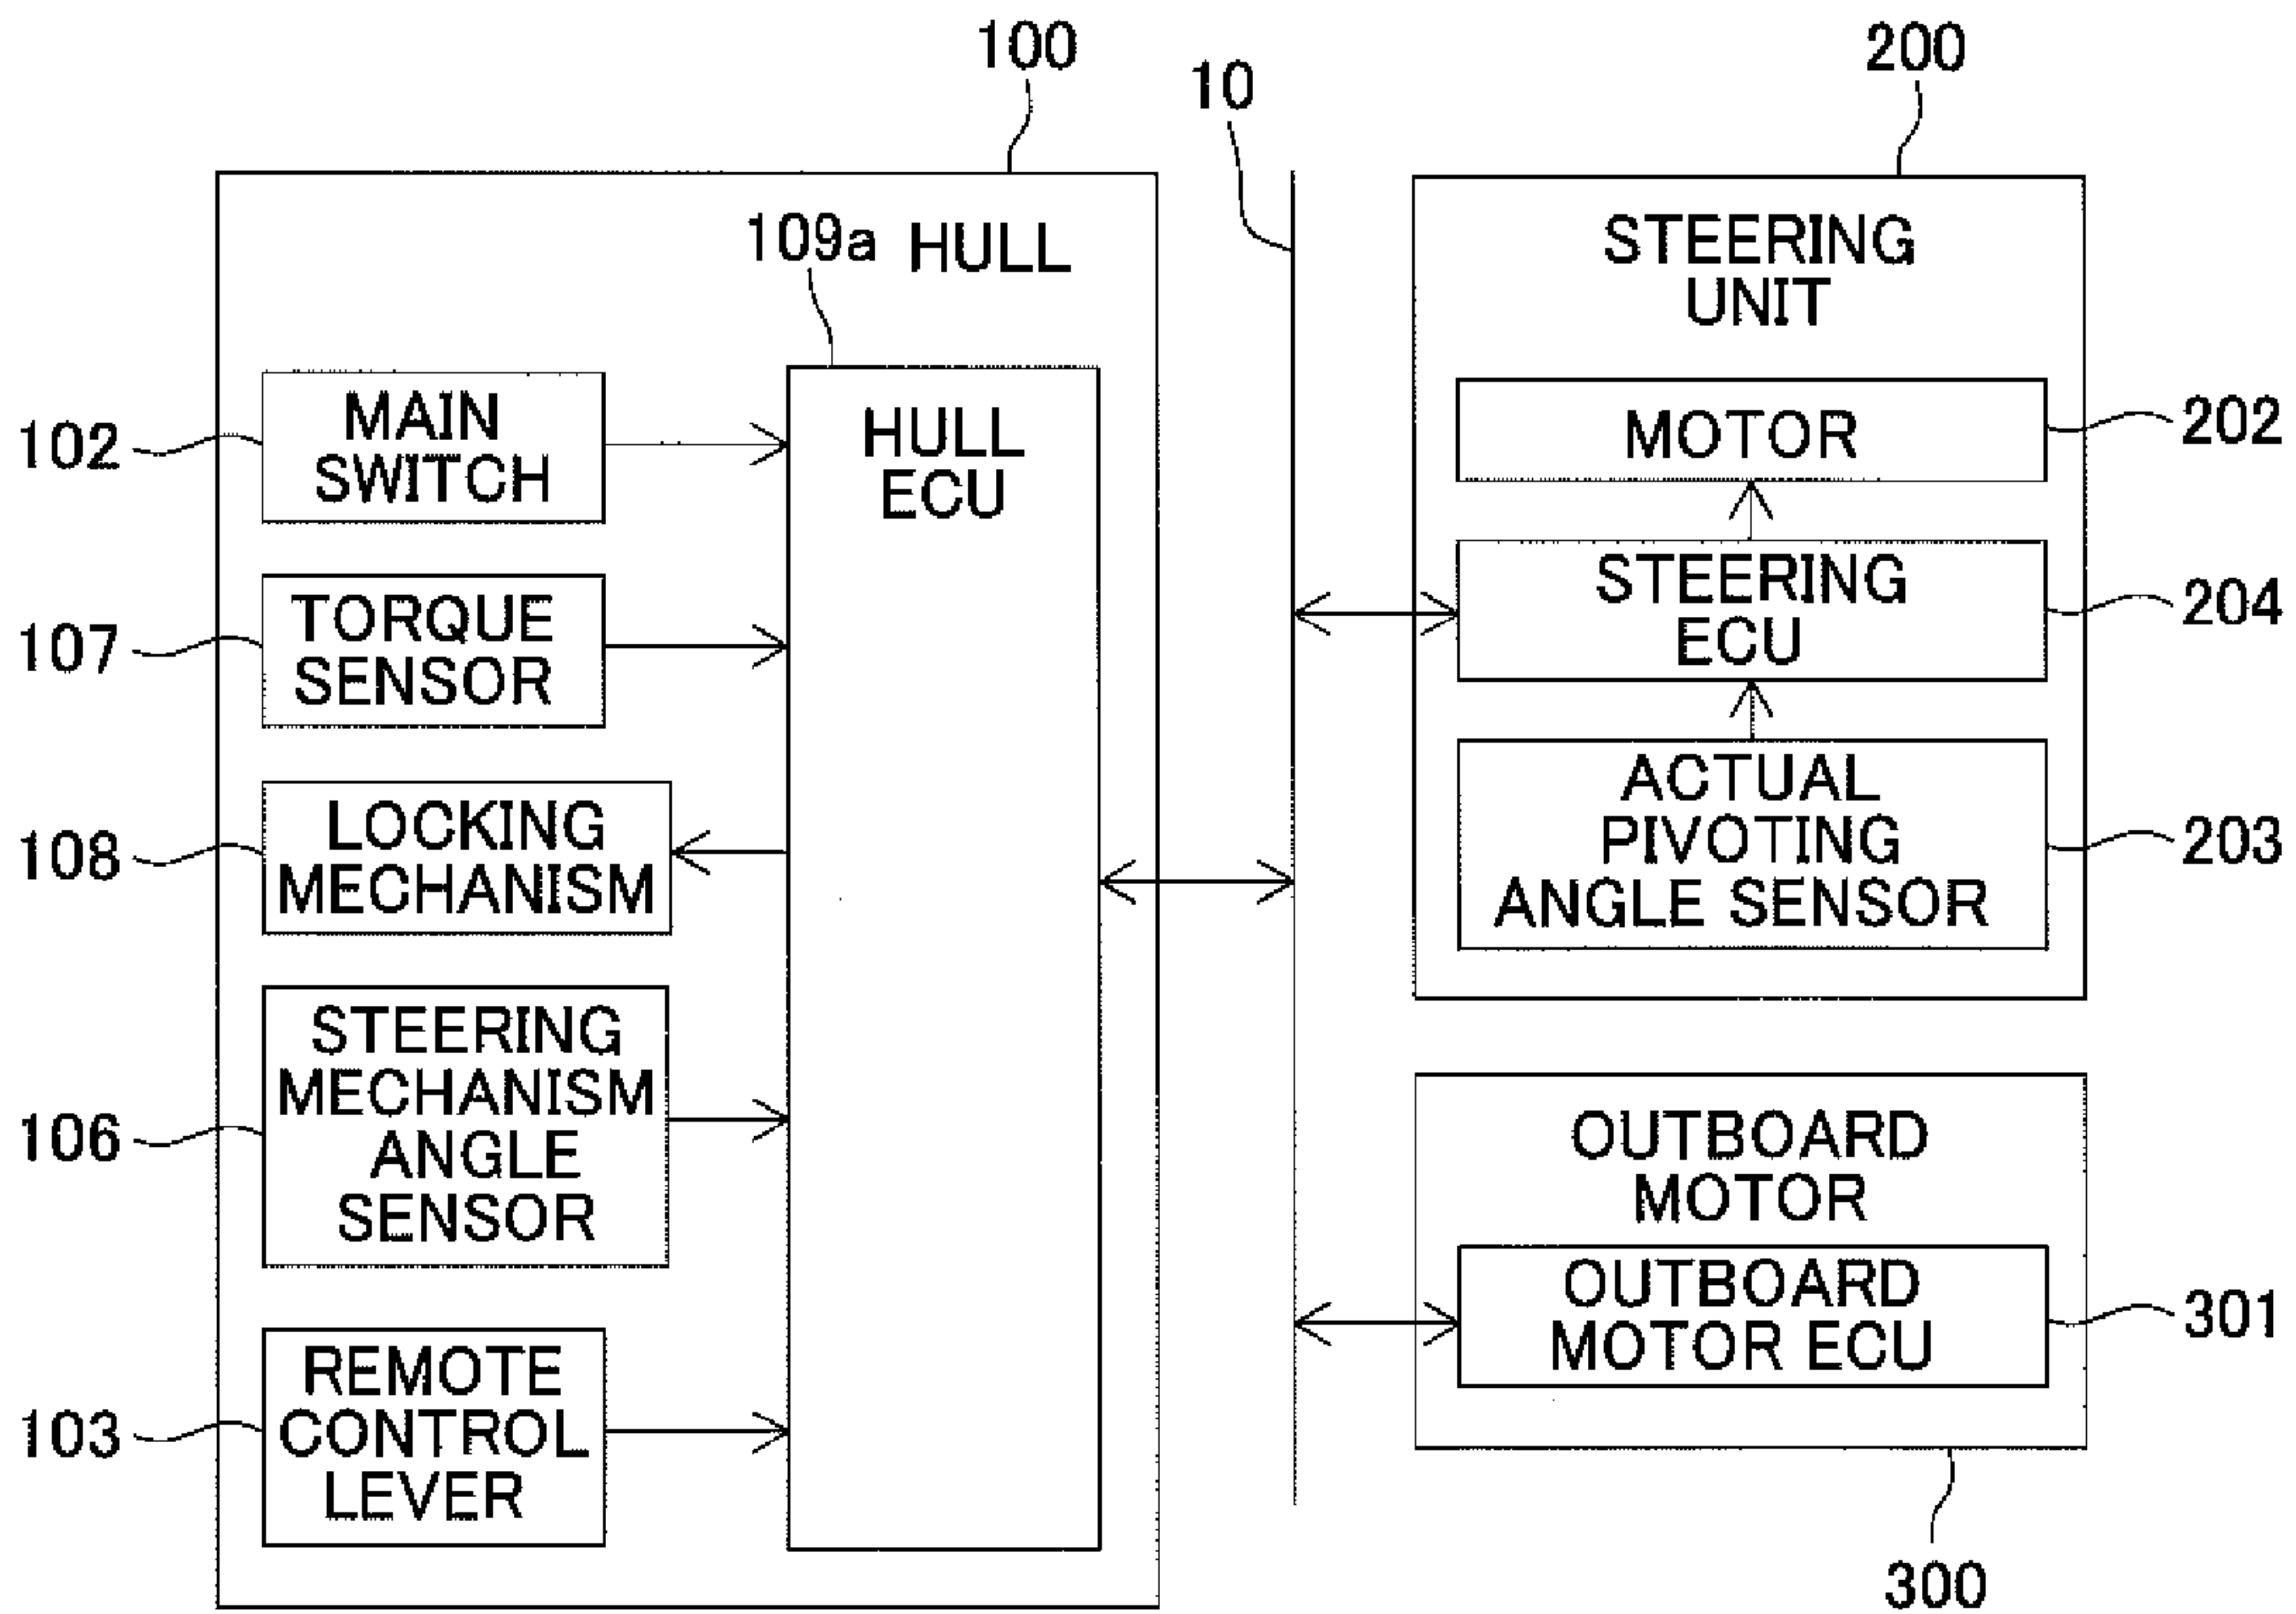 100
10
200
109a HULL
STEERING
UNIT
102
MAIN
SWITCH
HULL
ECU
MOTOR
202
107
TORQUE
SENSOR
STEERING
ECU
204
108
LOCKING
MECHANISM
ACTUAL
PIVOTING
ANGLE SENSOR
203
106
STEERING
MECHANISM
ANGLE
SENSOR
OUTBOARD
MOTOR
OUTBOARD
MOTOR ECU
301
103
REMOTE
CONTROL
LEVER
300